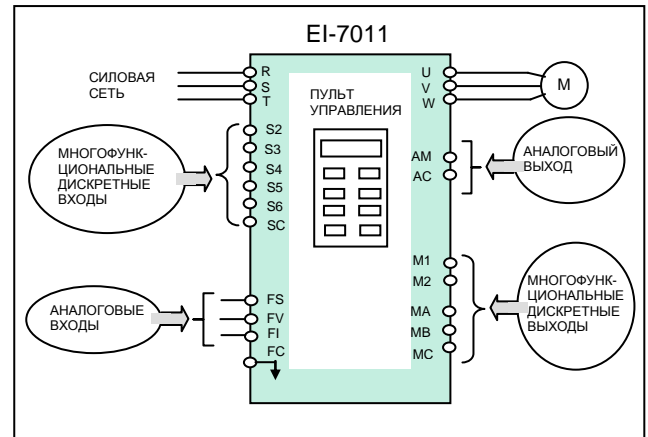 EI-7011
СИЛОВАЯ
СЕТЬ
R
S
T
ПУЛЬТ
УПРАВЛЕНИЯ
U
V
W
M
МНОГОФУНК-
ЦИОНАЛЬНЫЕ
ДИСКРЕТНЫЕ
ВХОДЫ
S2
S3
S4
S5
S6
SC
AM
AC
АНАЛОГОВЫЙ
ВЫХОД
АНАЛОГОВЫЕ
ВХОДЫ
FS
FV
FI
FC
M1
M2
MA
MB
MC
МНОГОФУНК-
ЦИОНАЛЬНЫЕ
ДИСКРЕТНЫЕ
ВЫХОДЫ